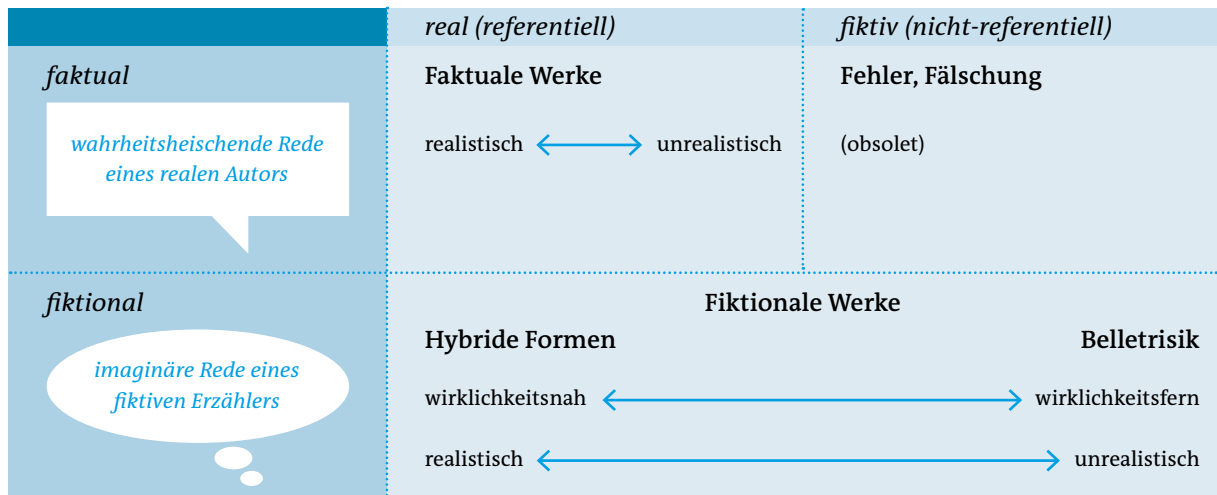 real (referentiell)
fiktiv (nicht-referentiell)
faktual
Faktuale Werke
Fehler, Fälschung
wahrheitsheischende Rede
eines realen Autors
realistisch
unrealistisch
(obsolet)
fiktional
Fiktionale Werke
Hybride Formen
Belletrisik
imaginäre Rede eines
fiktiven Erzählers
wirklichkeitsnah
wirklichkeitsfern
realistisch
unrealistisch